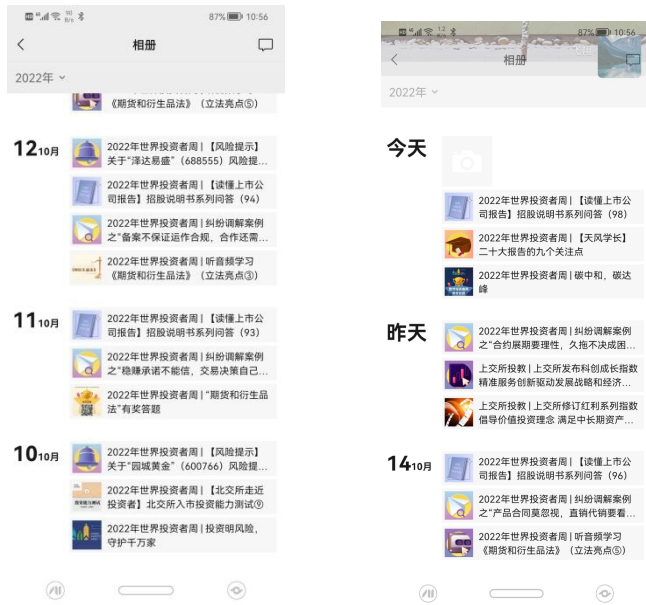 87% 10:56
相册
2022年
《期货和衍生品法》（立法亮点⑤）
12 10月
2022年世界投资者周 | 【风险提示】
关于“泽达易盛”（688555）风险提...
2022年世界投资者周 | 【读懂上市公
司报告】招股说明书系列问答（94）
2022年世界投资者周 | 纠纷调解案例
之“备案不保证运作合规，合作还需...
2022年世界投资者周 | 听音频学习
《期货和衍生品法》（立法亮点③）
11 10月
2022年世界投资者周 | 【读懂上市公
司报告】招股说明书系列问答（93）
2022年世界投资者周 | 纠纷调解案例
之“稳赚承诺不能信，交易决策自己...
2022年世界投资者周 | “期货和衍生品
法”有奖答题
10 10月
2022年世界投资者周 | 【风险提示】
关于“园城黄金”（600766）风险提...
2022年世界投资者周 | 【北交所走近
投资者】北交所入市投资能力测试⑨
2022年世界投资者周 | 投资明风险，
守护千万家
87% 10:56
相册
2022年
今天
2022年世界投资者周 | 【读懂上市公
司报告】招股说明书系列问答（98）
2022年世界投资者周 | 【天风学长】
二十大报告的九个关注点
2022年世界投资者周 | 碳中和，碳达
峰
昨天
2022年世界投资者周 | 纠纷调解案例
之“合约展期要理性，久拖不决成困...
上交所投教 | 上交所发布科创成长指数
精准服务创新驱动发展战略和经济...
上交所投教 | 上交所修订红利系列指数
倡导价值投资理念 满足中长期资产...
14 10月
2022年世界投资者周 | 【读懂上市公
司报告】招股说明书系列问答（96）
2022年世界投资者周 | 纠纷调解案例
之“产品合同莫忽视，直销代销要看...
2022年世界投资者周 | 听音频学习
《期货和衍生品法》（立法亮点⑤）